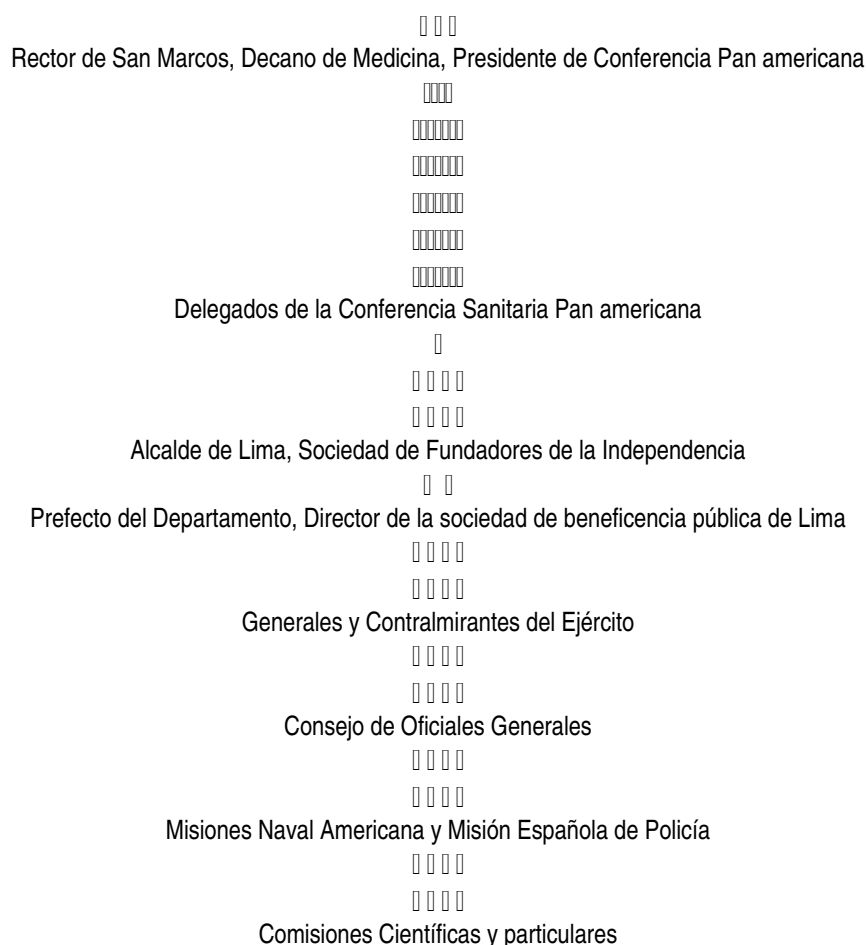 Rector de San Marcos, Decano de Medicina, Presidente de Conferencia Pan americana
Delegados de la Conferencia Sanitaria Pan americana
Alcalde de Lima, Sociedad de Fundadores de la Independencia
Prefecto del Departamento, Director de la sociedad de beneficencia pública de Lima
Generales y Contralmirantes del Ejército
Consejo de Oficiales Generales
Misiones Naval Americana y Misión Española de Policía
Comisiones Científicas y particulares